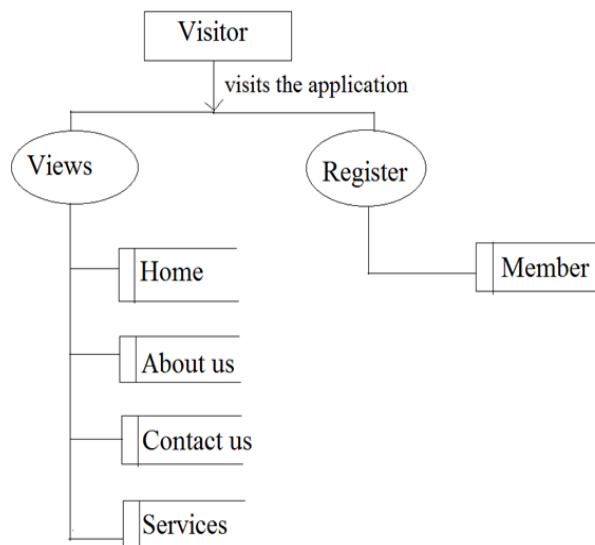 Visitor
visits the application
Views
Register
Home
Member
About us
Contact us
Services